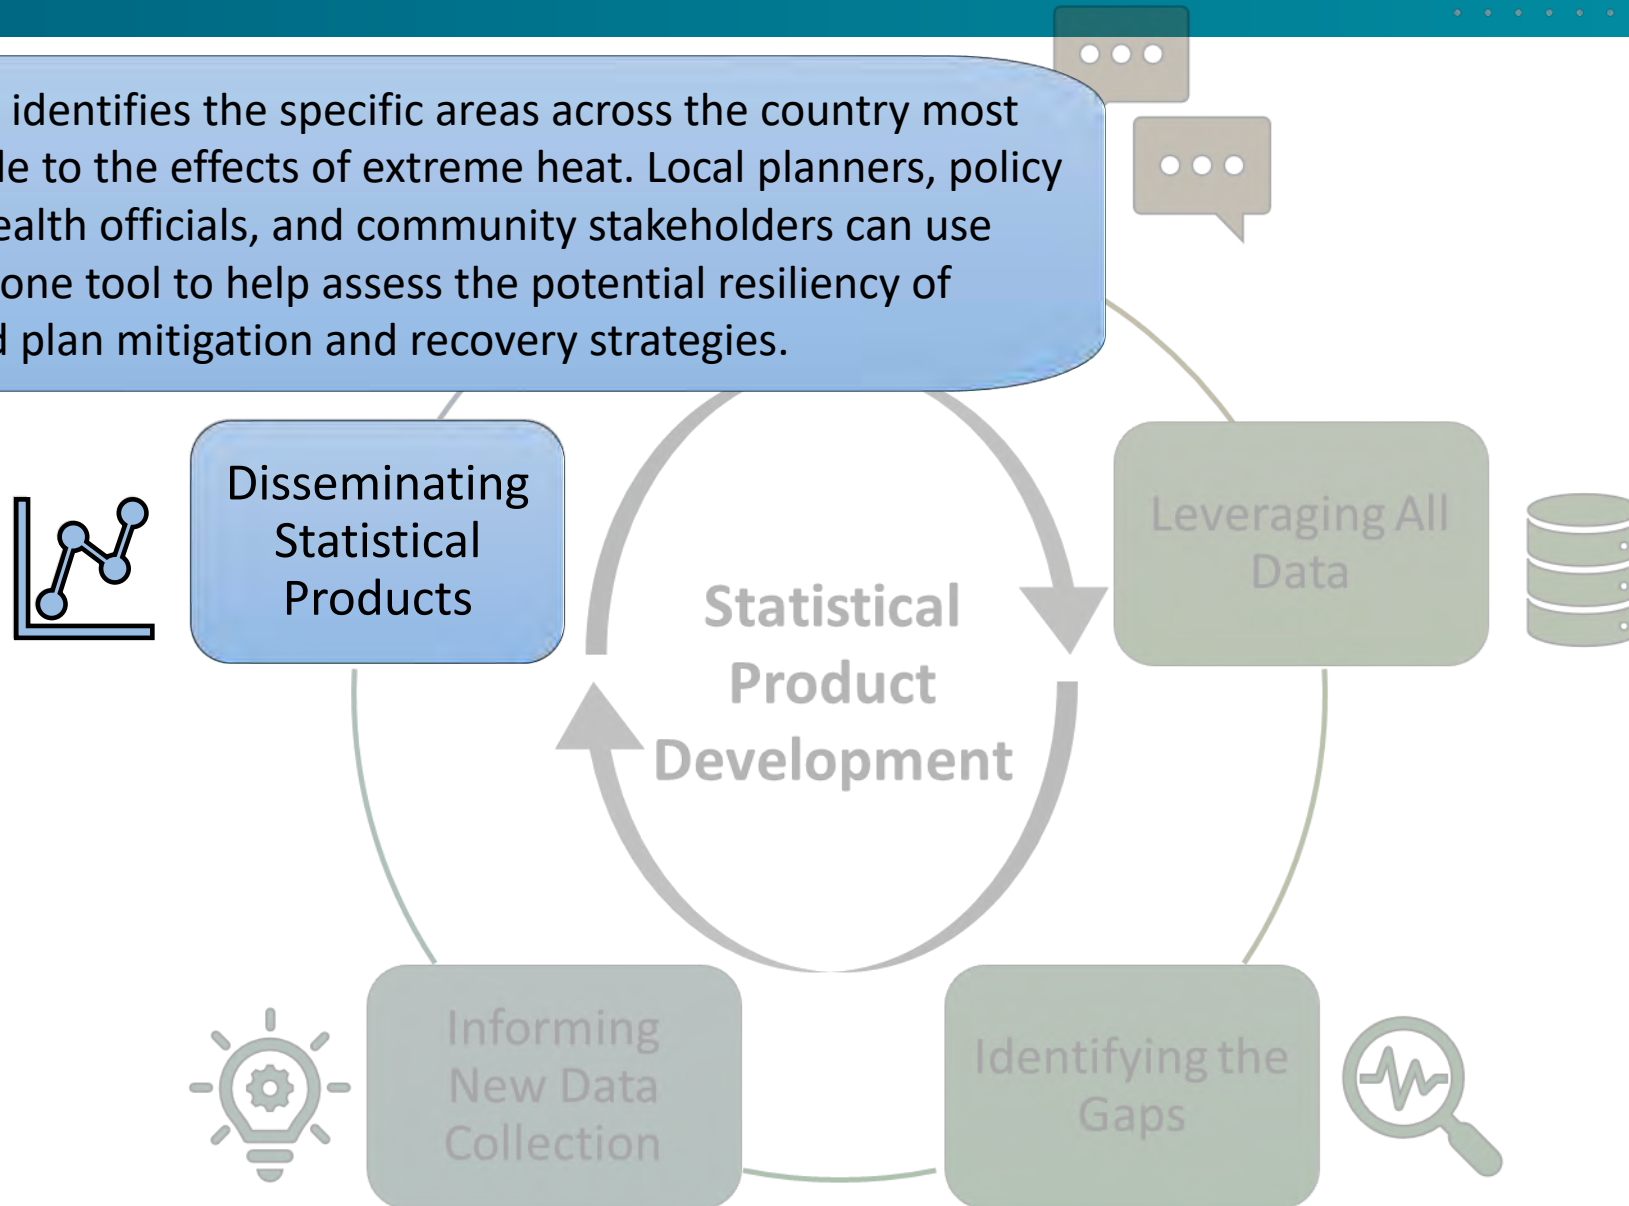 identifies the specific areas across the country most
le to the effects of extreme heat. Local planners, policy
ealth officials, and community stakeholders can use
one tool to help assess the potential resiliency of
d plan mitigation and recovery strategies.
Disseminating
Statistical
Products
Leveraging All
Data
Statistical
Product
Development
Informing
New Data
Collection
Identifying the
Gaps